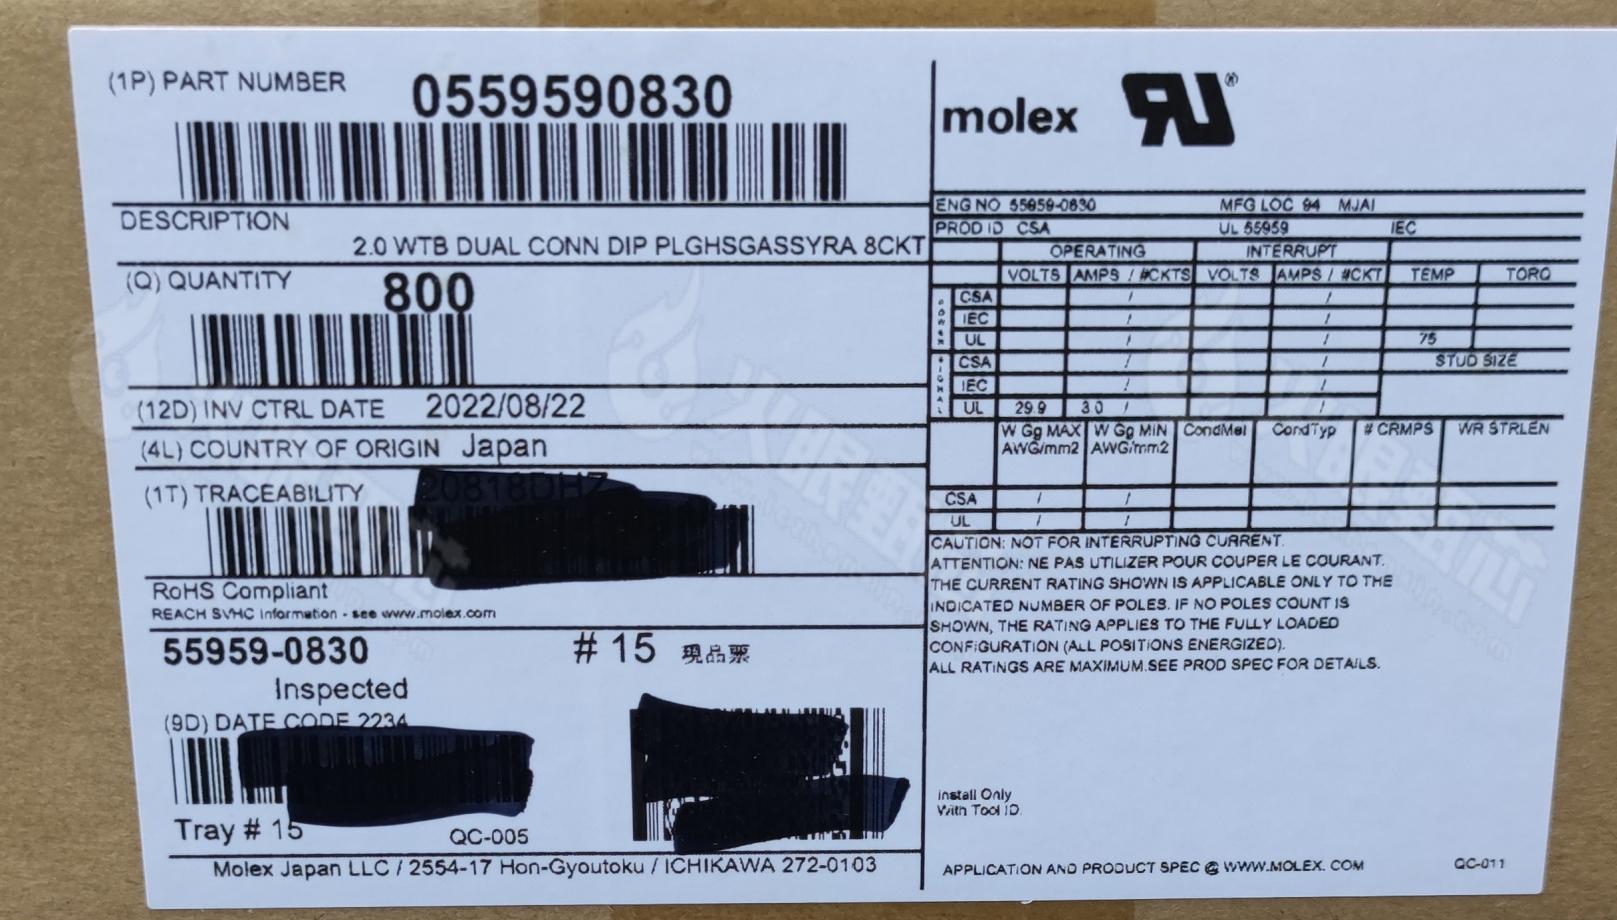 (1P) PART NUMBER
0559590830
DESCRIPTION
2.0 WTB DUAL CONN DIP PLGHSGASSYRA 8CKT
(Q) QUANTITY
800
(12D) INV CTRL DATE 2022/08/22
(4L) COUNTRY OF ORIGIN Japan
(1T) TRACEABILITY 20818DHZ
RoHS Compliant
REACH SVHC Information - see www.molex.com
55959-0830 # 15 現品票
Inspected
(9D) DATE CODE 2234
Tray # 15
QC-005
Molex Japan LLC / 2554-17 Hon-Gyoutoku / ICHIKAWA 272-0103
molex
ENG NO 55959-0830 MFG LOC 94 MJAI
PROD ID CSA UL 55959 IEC
OPERATING INTERRUPT
VOLTS AMPS / #CKTS VOLTS AMPS / #CKT TEMP TORQ
POWER
CSA / /
IEC / /
UL / / 75
SIGNAL
CSA / / STUD SIZE
IEC / /
UL 29.9 3.0 / /
W Gg MAX W Gg MIN CondMel CondTyp # CRMPS WR STRLEN
AWG/mm2 AWG/mm2
CSA / /
UL / /
CAUTION: NOT FOR INTERRUPTING CURRENT.
ATTENTION: NE PAS UTILIZER POUR COUPER LE COURANT.
THE CURRENT RATING SHOWN IS APPLICABLE ONLY TO THE
INDICATED NUMBER OF POLES. IF NO POLES COUNT IS
SHOWN, THE RATING APPLIES TO THE FULLY LOADED
CONFIGURATION (ALL POSITIONS ENERGIZED).
ALL RATINGS ARE MAXIMUM.SEE PROD SPEC FOR DETAILS.
Install Only
With Tool ID.
APPLICATION AND PRODUCT SPEC @ WWW.MOLEX. COM
QC-011
火眼甄芯